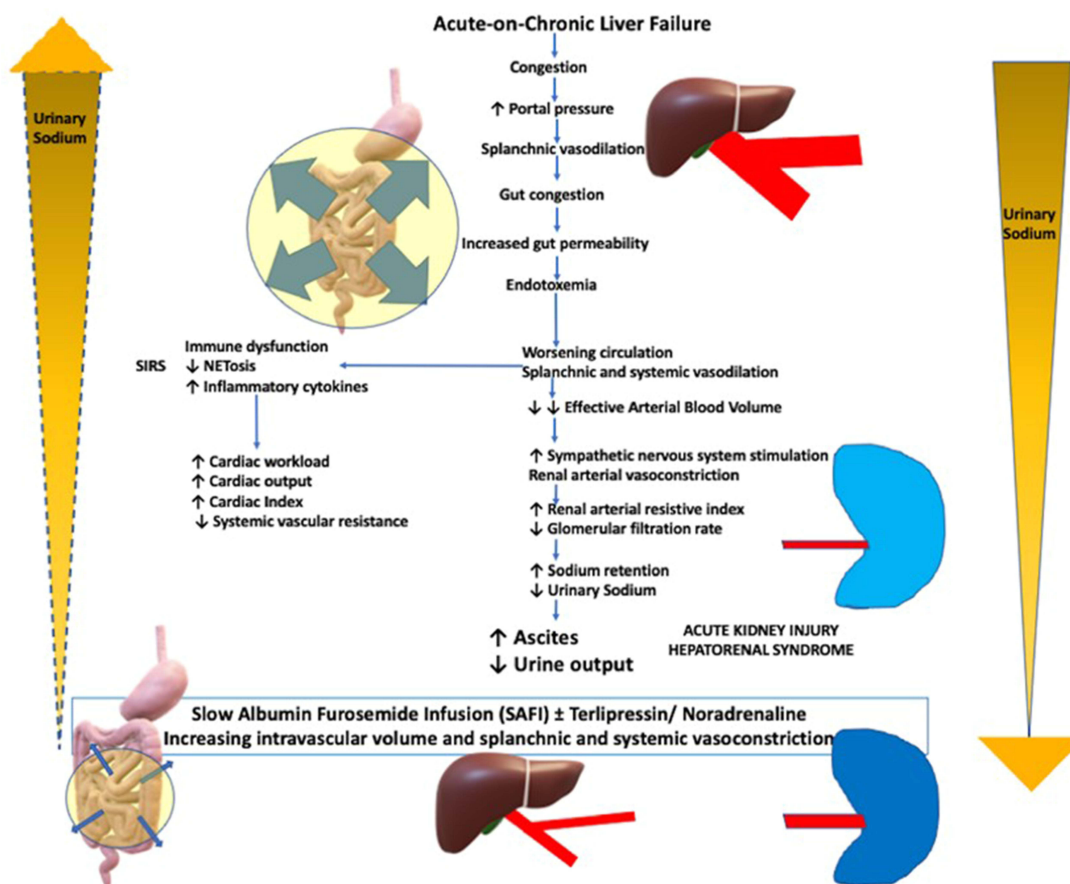 Acute-on-Chronic Liver Failure
Congestion
↑ Portal pressure
Splanchnic vasodilation
Gut congestion
Increased gut permeability
Endotoxemia
Worsening circulation
Splanchnic and systemic vasodilation
↓ ↓ Effective Arterial Blood Volume
↑ Sympathetic nervous system stimulation
Renal arterial vasoconstriction
↑ Renal arterial resistive index
↓ Glomerular filtration rate
↑ Sodium retention
↓ Urinary Sodium
↑ Ascites
↓ Urine output
Urinary
Sodium
SIRS
Immune dysfunction
↓ NETosis
↑ Inflammatory cytokines
↑ Cardiac workload
↑ Cardiac output
↑ Cardiac Index
↓ Systemic vascular resistance
Urinary
Sodium
ACUTE KIDNEY INJURY
HEPATORENAL SYNDROME
Slow Albumin Furosemide Infusion (SAFI) ± Terlipressin/ Noradrenaline
Increasing intravascular volume and splanchnic and systemic vasoconstriction